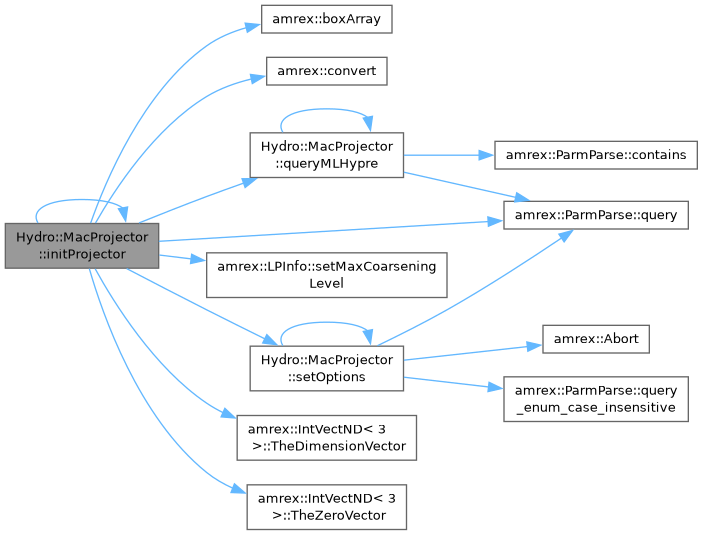 amrex::boxArray
amrex::convert
Hydro::MacProjector
::queryMLHypre
amrex::ParmParse::contains
amrex::ParmParse::query
Hydro::MacProjector
::initProjector
amrex::LPInfo::setMaxCoarsening
Level
amrex::Abort
Hydro::MacProjector
::setOptions
amrex::ParmParse::query
_enum_case_insensitive
amrex::IntVectND< 3
>::TheDimensionVector
amrex::IntVectND< 3
>::TheZeroVector